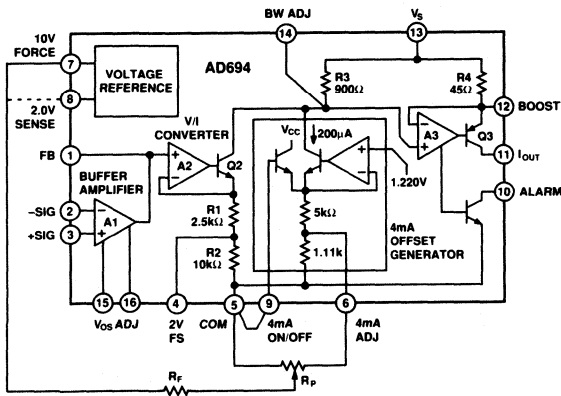 BW ADJ
14
VS
13
10V
FORCE
7
VOLTAGE
REFERENCE
8
2.0V
SENSE
AD694
R3
900Ω
R4
45Ω
12
BOOST
V/I
CONVERTER
VCC
200μA
A3
Q3
11
IOUT
FB
1
+
A2
−
Q2
+
−
1.220V
+
−
10
ALARM
BUFFER
AMPLIFIER
−SIG
2
−
A1
+SIG
3
+
R1
2.5kΩ
R2
10kΩ
5kΩ
1.11k
4mA
OFFSET
GENERATOR
15
16
4
5
9
6
VOS ADJ
2V
FS
COM
4mA
ON/OFF
4mA
ADJ
RF
RP